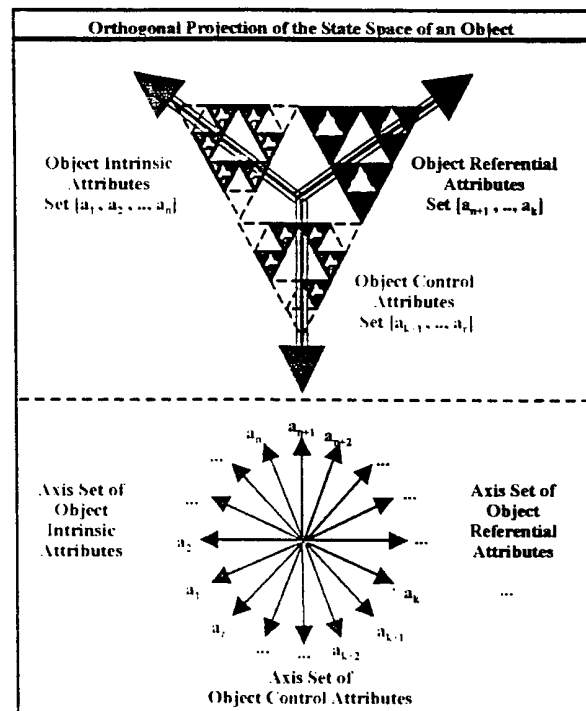 Orthogonal Projection of the State Space of an Object
Object Intrinsic
Attributes
Set {a₁, a₂, .., aₙ}
Object Referential
Attributes
Set {aₙ₊₁, .., aₖ}
Object Control
Attributes
Set {aₖ₊₁, .., aᵣ}
aₙ
aₙ₊₁
aₙ₊₂
...
...
...
...
Axis Set of
Object
Intrinsic
Attributes
Axis Set of
Object
Referential
Attributes
...
a₂
...
a₁
aₖ
aᵣ
aₖ₊₁
...
...
aₖ₊₂
Axis Set of
Object Control Attributes